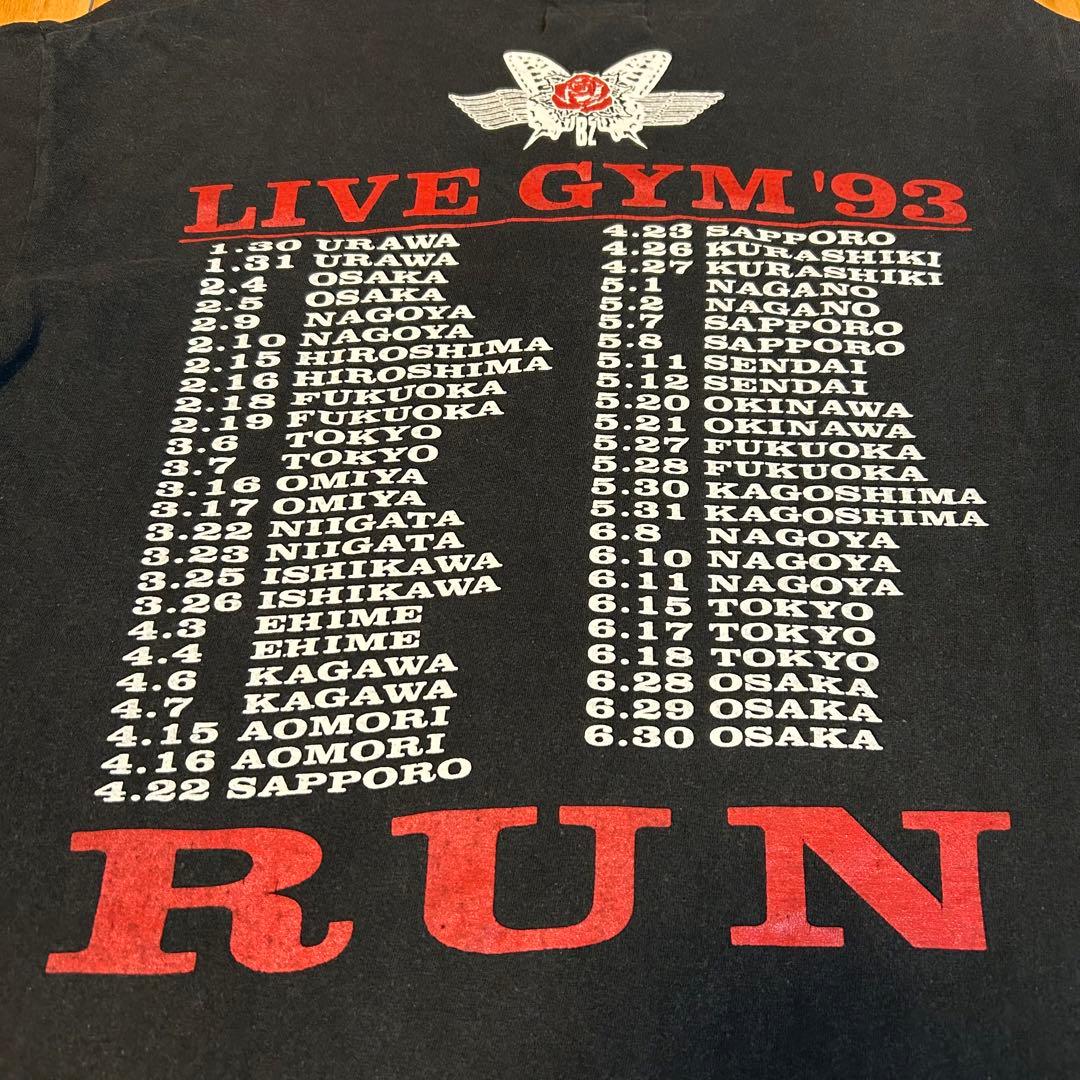 B'z
LIVE GYM '93
1.30 URAWA
1.31 URAWA
2.4 OSAKA
2.5 OSAKA
2.9 NAGOYA
2.10 NAGOYA
2.15 HIROSHIMA
2.16 HIROSHIMA
2.18 FUKUOKA
2.19 FUKUOKA
3.6 TOKYO
3.7 TOKYO
3.16 OMIYA
3.17 OMIYA
3.22 NIIGATA
3.23 NIIGATA
3.25 ISHIKAWA
3.26 ISHIKAWA
4.3 EHIME
4.4 EHIME
4.6 KAGAWA
4.7 KAGAWA
4.15 AOMORI
4.16 AOMORI
4.22 SAPPORO
4.23 SAPPORO
4.26 KURASHIKI
4.27 KURASHIKI
5.1 NAGANO
5.2 NAGANO
5.7 SAPPORO
5.8 SAPPORO
5.11 SENDAI
5.12 SENDAI
5.20 OKINAWA
5.21 OKINAWA
5.27 FUKUOKA
5.28 FUKUOKA
5.30 KAGOSHIMA
5.31 KAGOSHIMA
6.8 NAGOYA
6.10 NAGOYA
6.11 NAGOYA
6.15 TOKYO
6.17 TOKYO
6.18 TOKYO
6.28 OSAKA
6.29 OSAKA
6.30 OSAKA
RUN